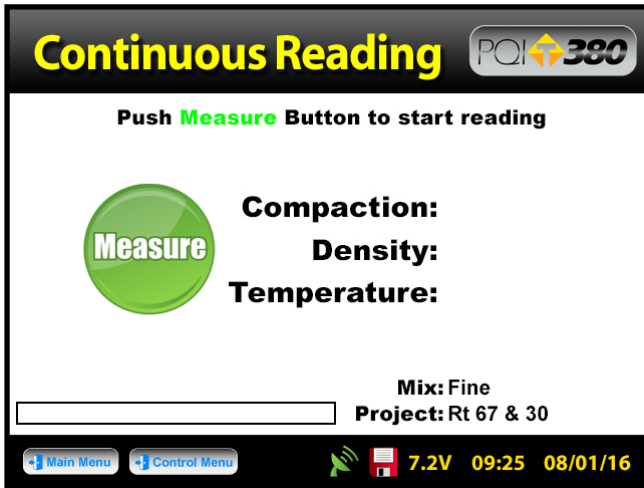 Continuous Reading PQI T 380
Push Measure Button to start reading
Measure
Compaction:
Density:
Temperature:
Mix: Fine
Project: Rt 67 & 30
Main Menu Control Menu 7.2V 09:25 08/01/16